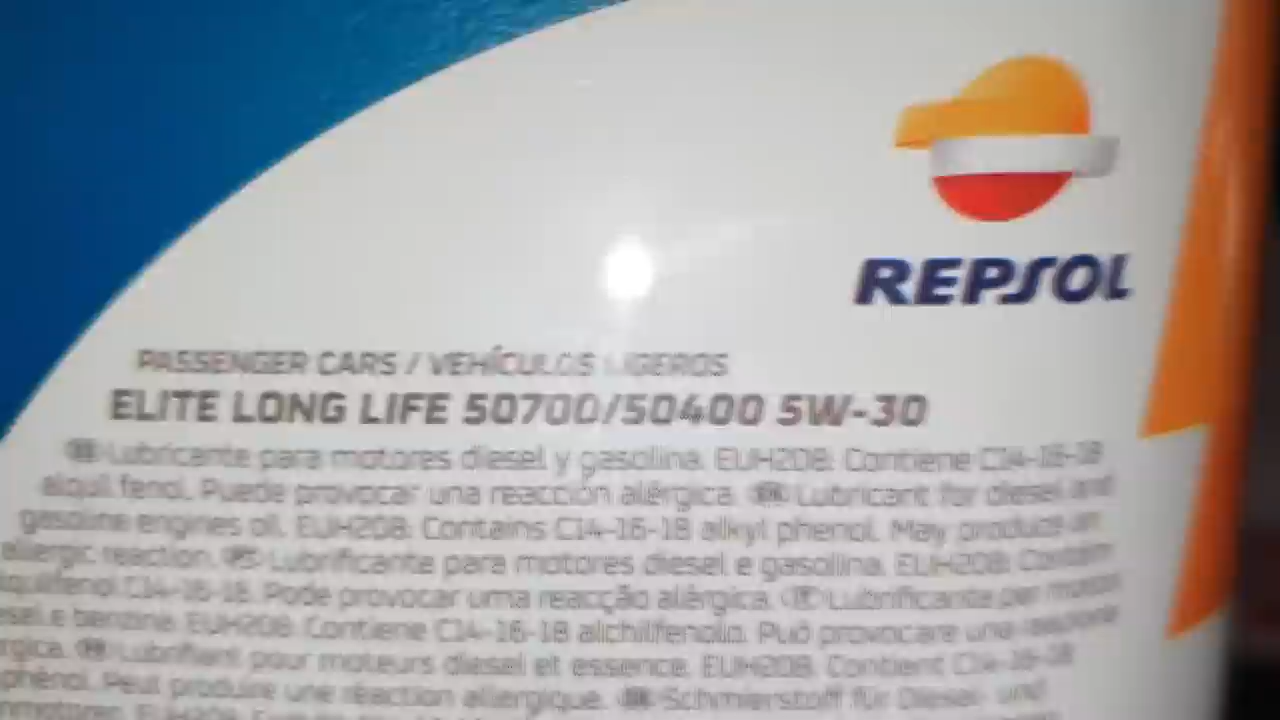 REPSOL
PASSENGER CARS / VEHÍCULOS LIGEROS
ELITE LONG LIFE 50700/50400 5W-30
Lubricante para motores diesel y gasolina. EUH208: Contiene C14-16-18
alquil fenol. Puede provocar una reacción alérgica. Lubricant for diesel and
gasoline engines oil. EUH208: Contains C14-16-18 alkyl phenol. May produce an
allergic reaction. Lubrificante para motores diesel e gasolina. EUH208: Contém
alquilfenol C14-16-18. Pode provocar uma reacção alérgica. Lubrificante per motori
e benzina. EUH208: Contiene C14-16-18 alchilfenolo. Può provocare una reazione
Lubrifiant pour moteurs diesel et essence. EUH208: Contient C14-16-18
phénol. Peut produire une réaction allergique. Schmierstoff für Diesel- und
EUH208: